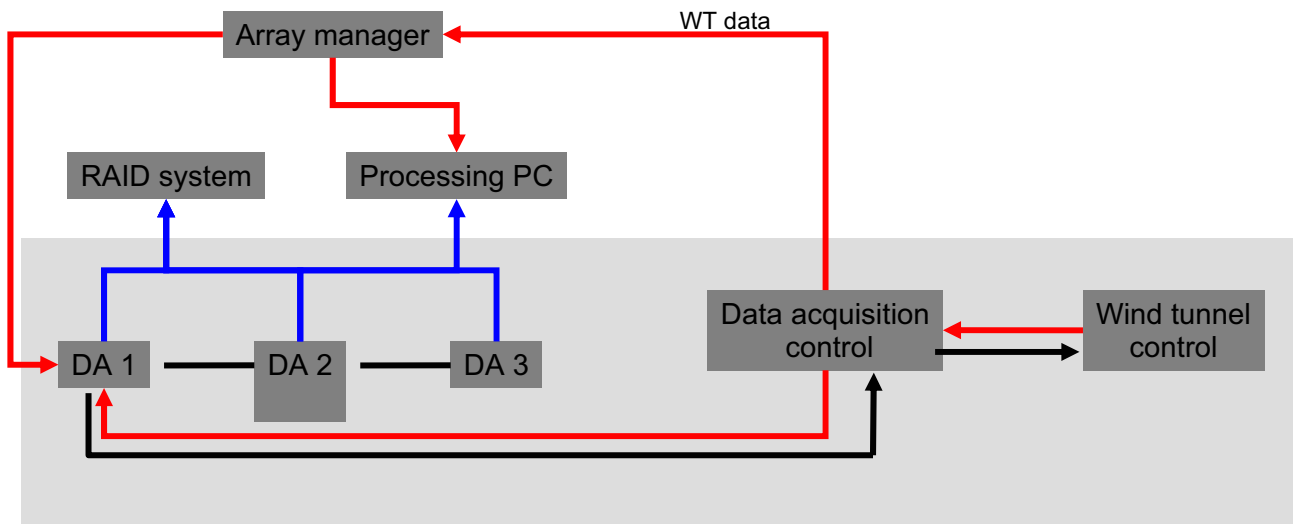 WT data
Array manager
RAID system
Processing PC
Data acquisition
control
Wind tunnel
control
DA 1
DA 2
DA 3